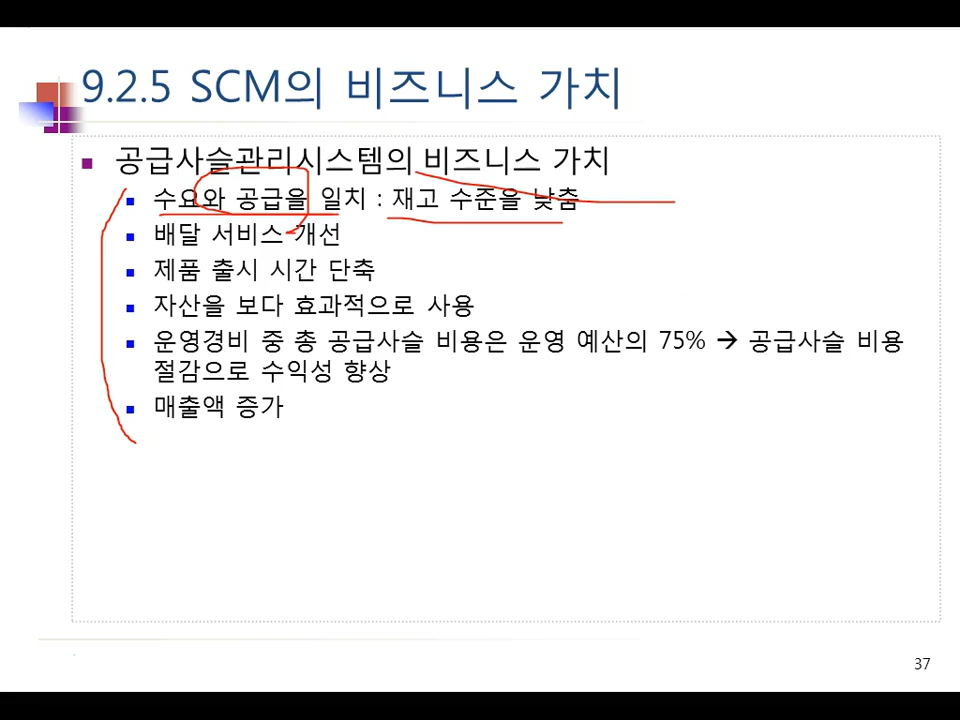 9.2.5 SCM의 비즈니스 가치
공급사슬관리시스템의 비즈니스 가치
수요와 공급을 일치 : 재고 수준을 낮춤
배달 서비스 개선
제품 출시 시간 단축
자산을 보다 효과적으로 사용
운영경비 중 총 공급사슬 비용은 운영 예산의 75% → 공급사슬 비용
절감으로 수익성 향상
매출액 증가
37